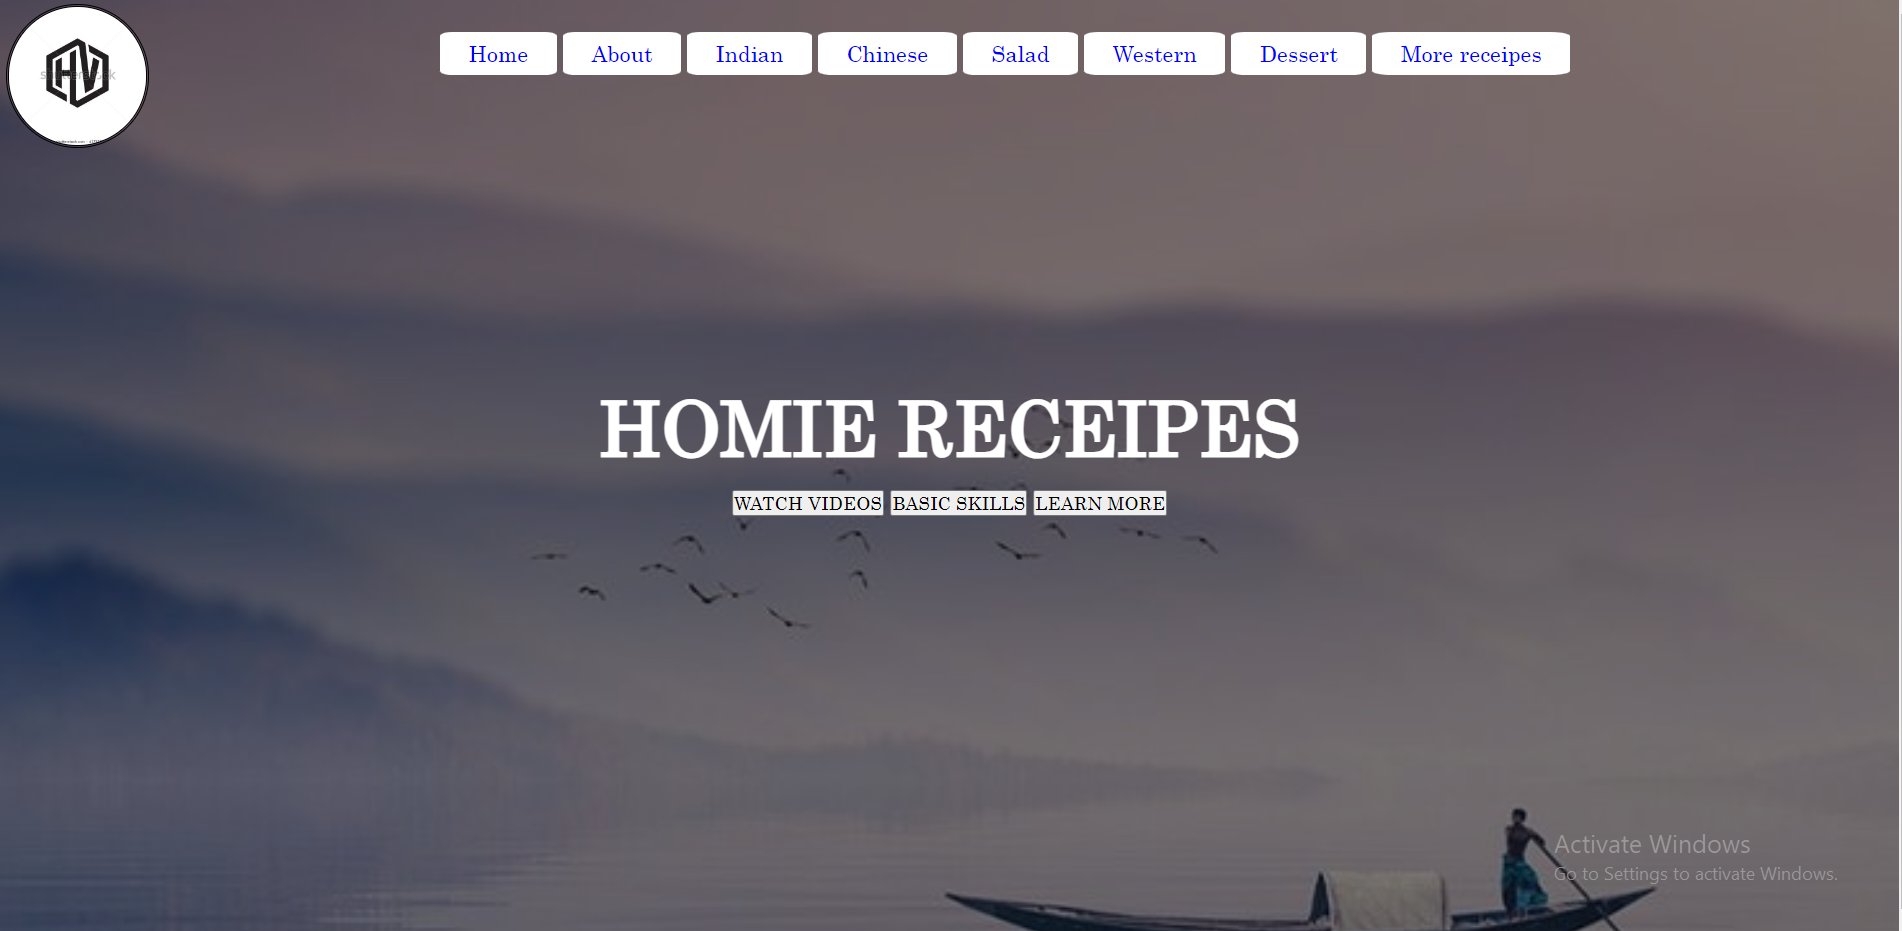 HV
Home About Indian Chinese Salad Western Dessert More receipes
HOMIE RECEIPES
WATCH VIDEOS BASIC SKILLS LEARN MORE
Activate Windows
Go to Settings to activate Windows.